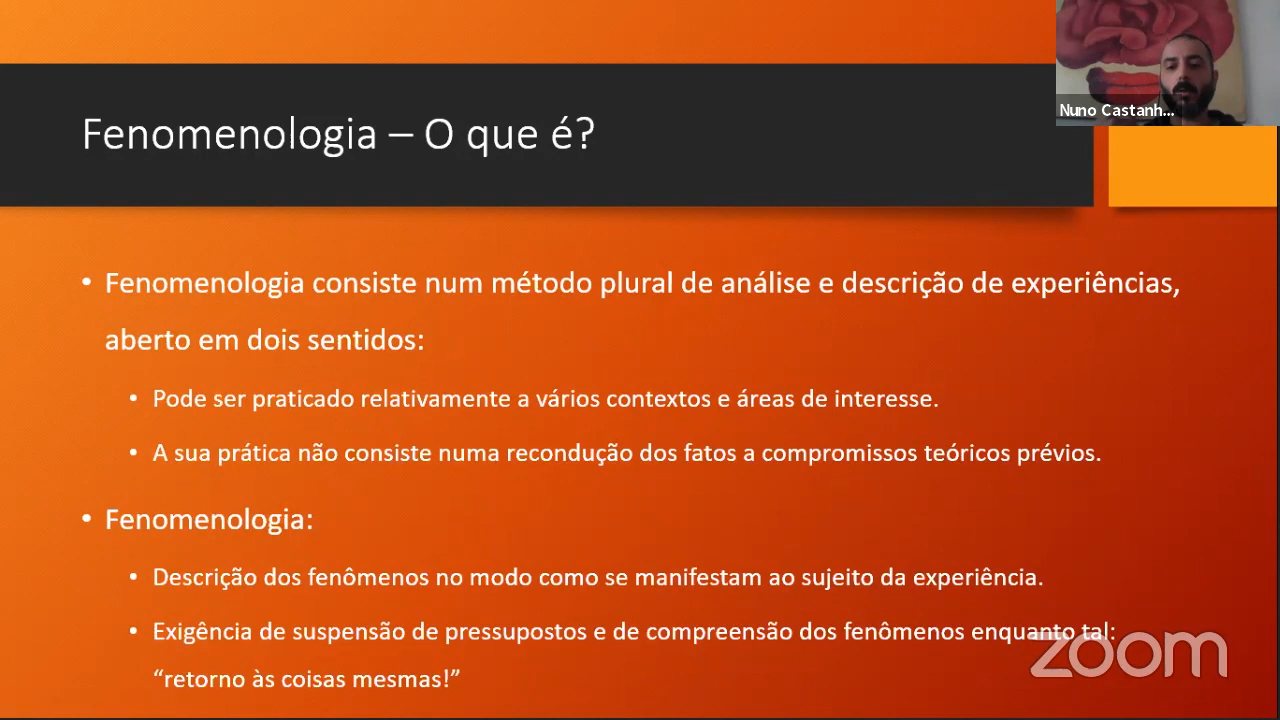 Nuno Castanh...
Fenomenologia – O que é?
• Fenomenologia consiste num método plural de análise e descrição de experiências,
aberto em dois sentidos:
• Pode ser praticado relativamente a vários contextos e áreas de interesse.
• A sua prática não consiste numa recondução dos fatos a compromissos teóricos prévios.
• Fenomenologia:
• Descrição dos fenômenos no modo como se manifestam ao sujeito da experiência.
• Exigência de suspensão de pressupostos e de compreensão dos fenômenos enquanto tal:
“retorno às coisas mesmas!”
zoom